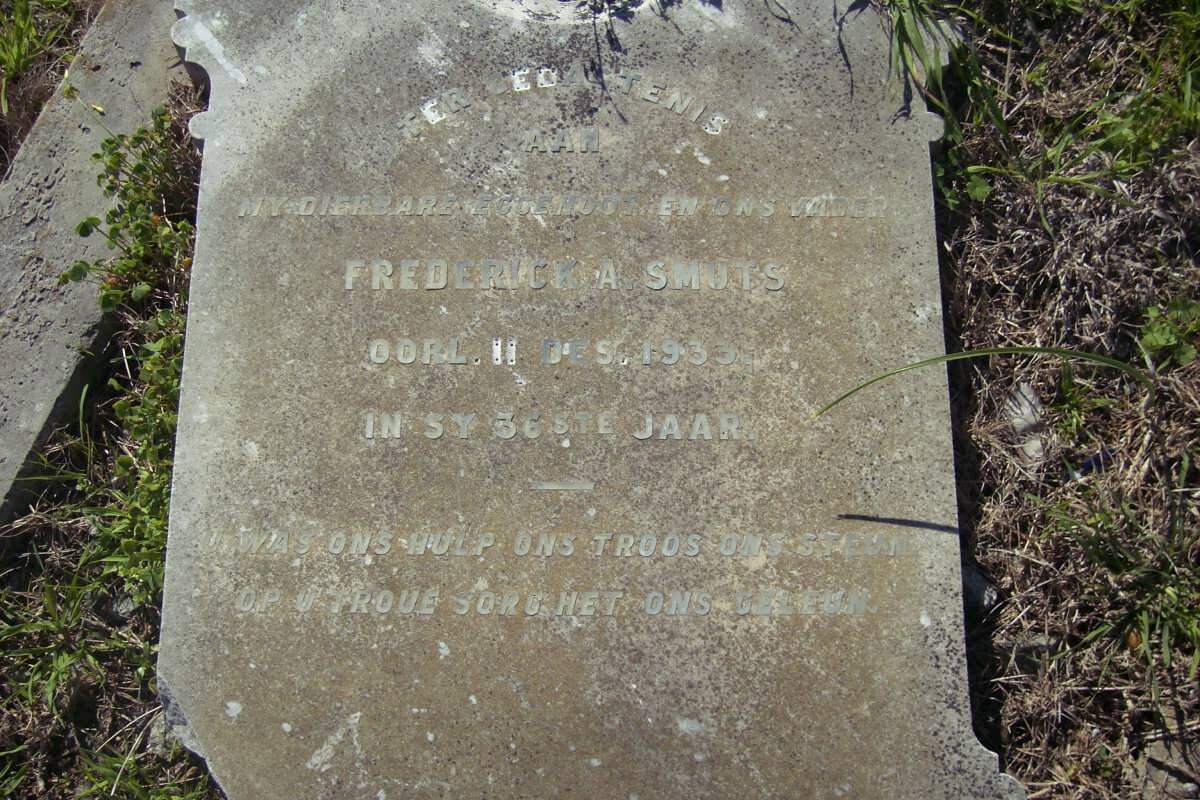 TER GEDAGTENIS
AAN
MY DIERBARE EGGENOOT EN ONS VADER
FREDERICK A. SMUTS
OORL. 11 DES. 1933.
IN SY 36STE JAAR.
U WAS ONS HULP ONS TROOS ONS STEUN
OP U TROUE SORG HET ONS GELEUN.